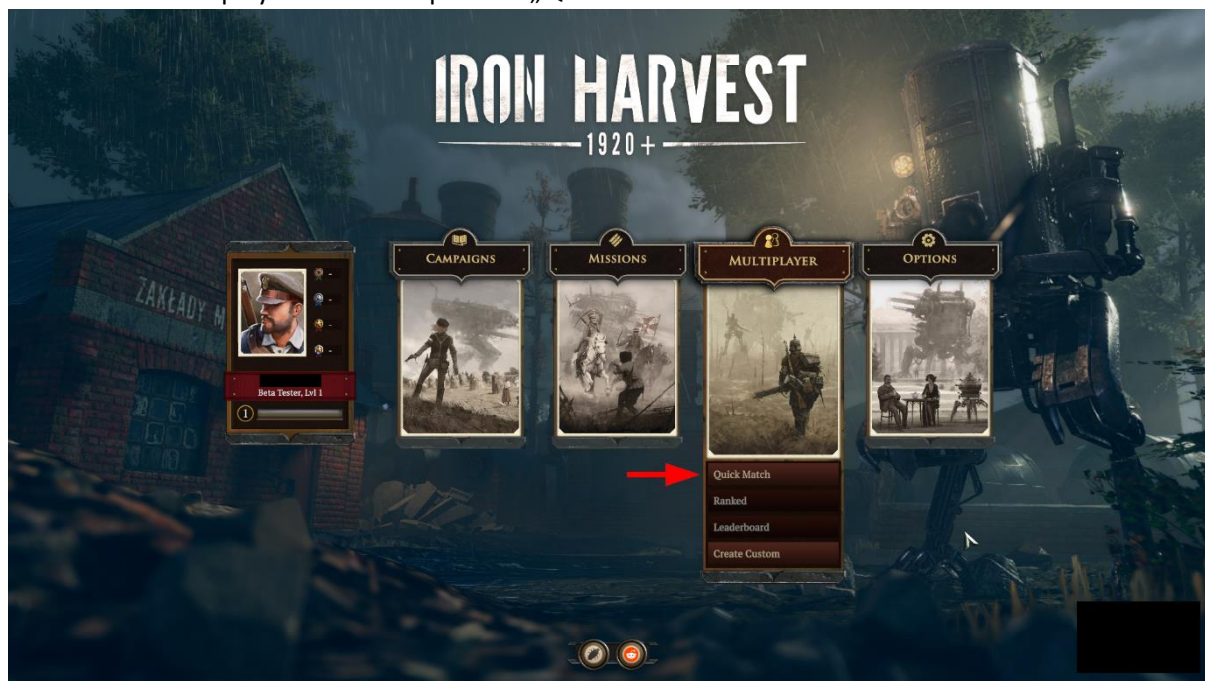 IRON HARVEST
1920+
CAMPAIGNS
MISSIONS
MULTIPLAYER
OPTIONS
ZAKŁADY M
Beta Tester, Lvl 1
1
Quick Match
Ranked
Leaderboard
Create Custom